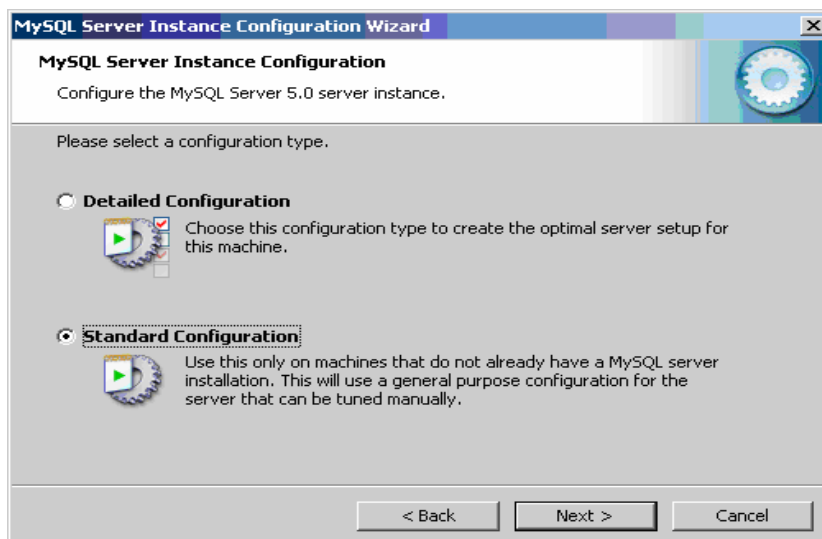 MySQL Server Instance Configuration Wizard
MySQL Server Instance Configuration
Configure the MySQL Server 5.0 server instance.
Please select a configuration type.
Detailed Configuration
Choose this configuration type to create the optimal server setup for
this machine.
Standard Configuration
Use this only on machines that do not already have a MySQL server
installation. This will use a general purpose configuration for the
server that can be tuned manually.
< Back
Next >
Cancel